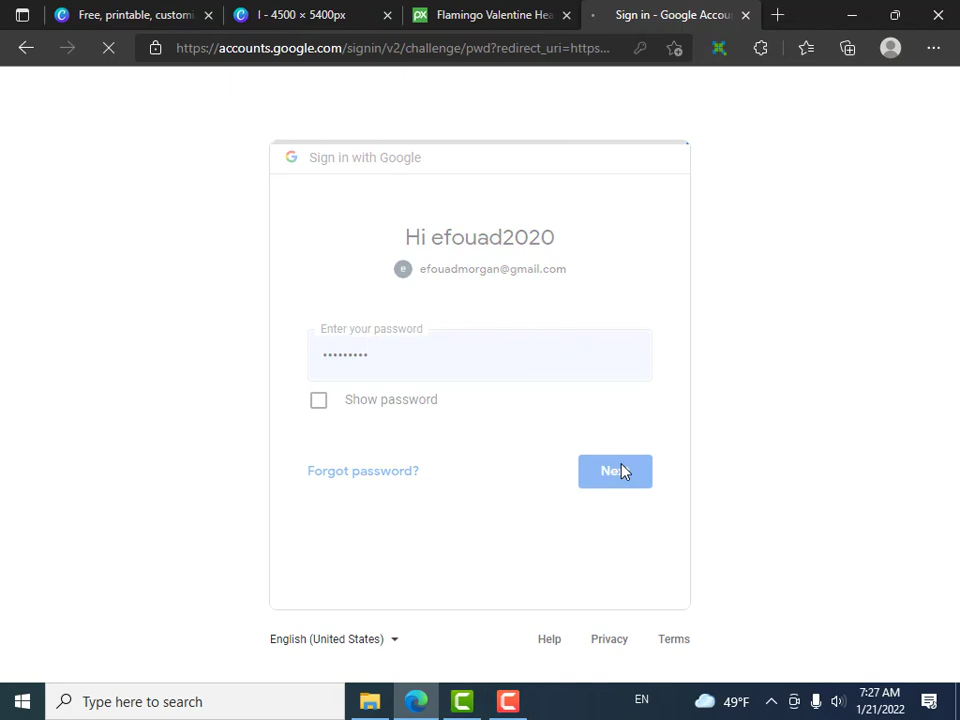 Free, printable, customi
I - 4500 × 5400px
Flamingo Valentine Hea
Sign in - Google Accou
https://accounts.google.com/signin/v2/challenge/pwd?redirect_uri=https...
Sign in with Google
Hi efouad2020
e efouadmorgan@gmail.com
Enter your password
•••••••••
Show password
Forgot password?
Next
English (United States)
Help Privacy Terms
Type here to search
EN
49°F
7:27 AM
1/21/2022